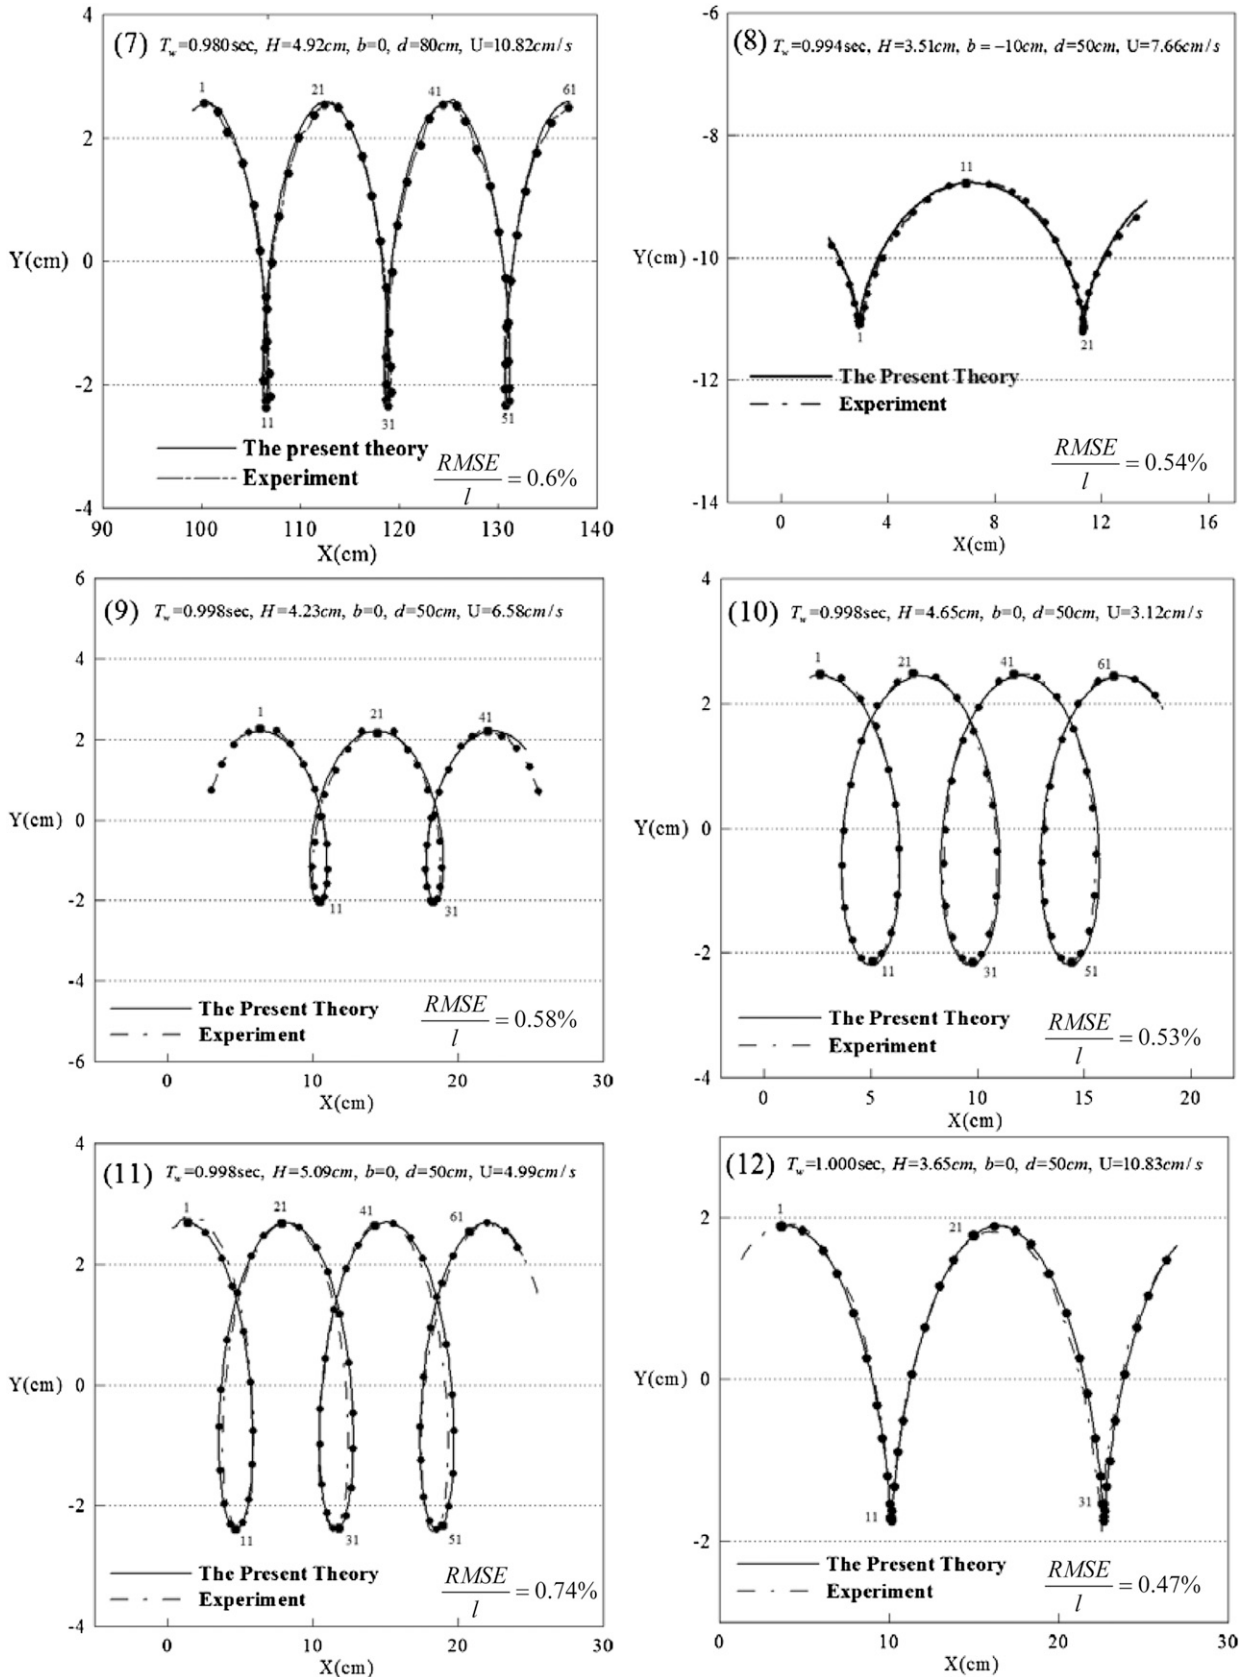 (7) T_w=0.980sec, H=4.92cm, b=0, d=80cm, U=10.82cm/s
4
2
Y(cm) 0
-2
-4
1
21
41
61
11
31
51
The present theory
Experiment
RMSE/l = 0.6%
90 100 110 120 130 140
X(cm)
(8) T_w=0.994sec, H=3.51cm, b = −10cm, d=50cm, U=7.66cm/s
-6
-8
Y(cm) -10
-12
-14
11
1
21
The Present Theory
Experiment
RMSE/l = 0.54%
0 4 8 12 16
X(cm)
(9) T_w=0.998sec, H=4.23cm, b=0, d=50cm, U=6.58cm/s
6
4
2
Y(cm) 0
-2
-4
-6
1
21
41
11
31
The Present Theory
Experiment
RMSE/l = 0.58%
0 10 20 30
X(cm)
(10) T_w=0.998sec, H=4.65cm, b=0, d=50cm, U=3.12cm/s
4
2
Y(cm) 0
-2
-4
1
21
41
61
11
31
51
The Present Theory
Experiment
RMSE/l = 0.53%
0 5 10 15 20
X(cm)
(11) T_w=0.998sec, H=5.09cm, b=0, d=50cm, U=4.99cm/s
4
2
Y(cm) 0
-2
-4
1
21
41
61
11
31
51
The Present Theory
Experiment
RMSE/l = 0.74%
0 10 20 30
X(cm)
(12) T_w=1.000sec, H=3.65cm, b=0, d=50cm, U=10.83cm/s
2
Y(cm) 0
-2
1
21
11
31
The Present Theory
Experiment
RMSE/l = 0.47%
0 10 20 30
X(cm)